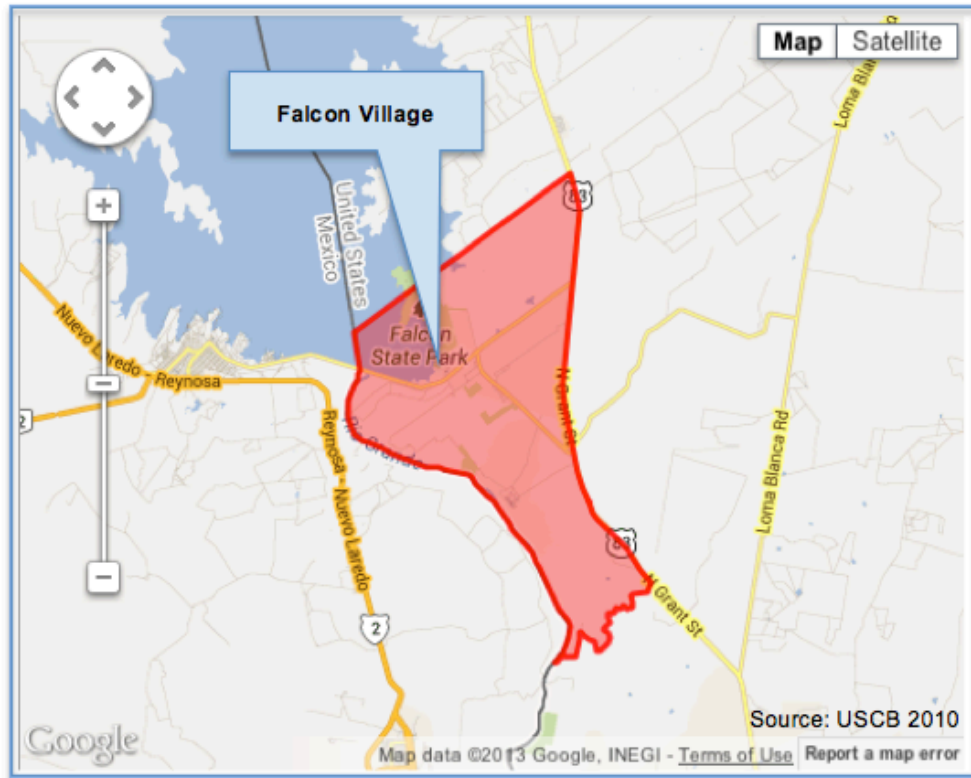 Map Satellite
Falcon Village
83
United States
Mexico
Loma Blanca Rd
Falcon
State Park
Nuevo Laredo - Reynosa
2
Reynosa - Nuevo Laredo
Rio Grande
N Grant St
Loma Blanca Rd
83
N Grant St
2
Source: USCB 2010
Google
Map data ©2013 Google, INEGI - Terms of Use Report a map error